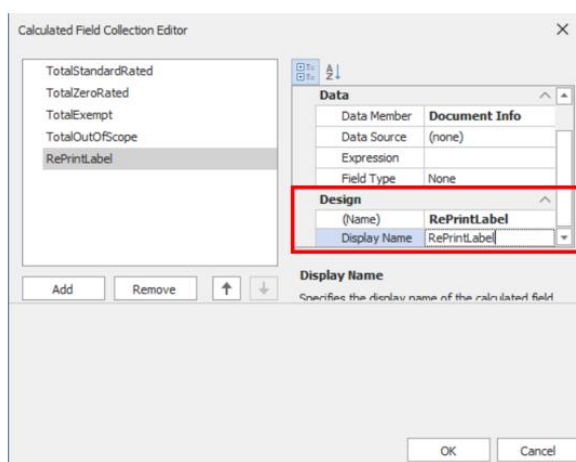 Calculated Field Collection Editor
TotalStandardRated
TotalZeroRated
TotalExempt
TotalOutOfScope
RePrintLabel
Add
Remove
Data
Data Member Document Info
Data Source (none)
Expression
Field Type None
Design
(Name) RePrintLabel
Display Name RePrintLabel
Display Name
Specifies the display name of the calculated field
OK
Cancel